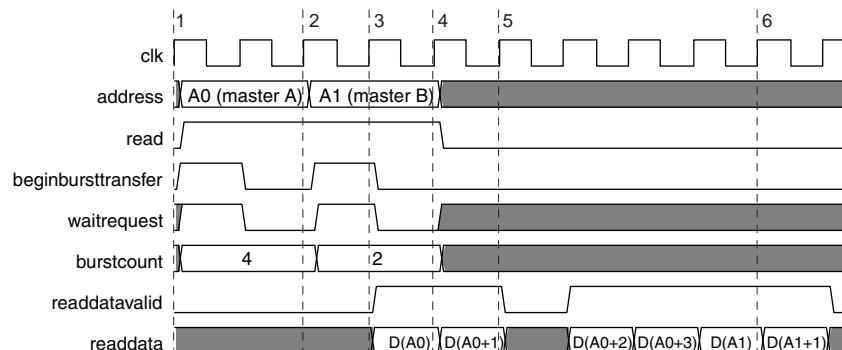 1 2 3 4 5 6
clk
address A0 (master A) A1 (master B)
read
beginbursttransfer
waitrequest
burstcount 4 2
readdatavalid
readdata D(A0) D(A0+1) D(A0+2) D(A0+3) D(A1) D(A1+1)